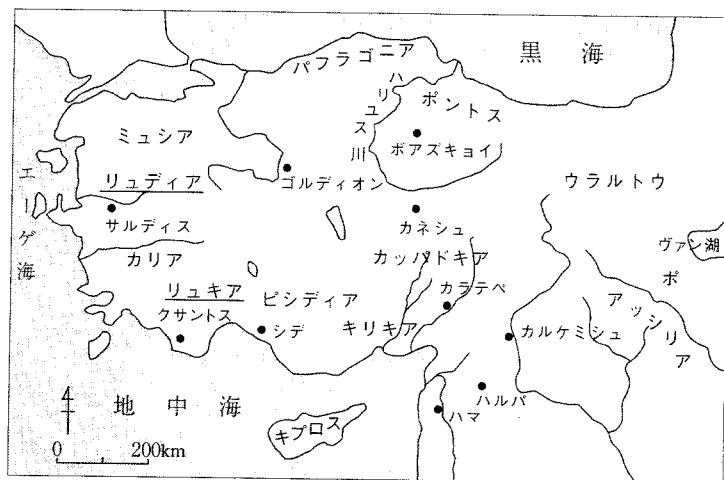 黒海
パフラゴニア
ハリュス川
ポントス
ミュシア
ボアズキョイ
エーゲ海
リュディア
ゴルディオン
ウラルトウ
サルディス
カネシュ
ヴァン湖
カリア
カッパドキア
ポ
リュキア
ピシディア
カラテペ
アッシリア
クサントス
シデ
キリキア
カルケミシュ
地中海
ハルパ
キプロス
ハマ
0 200km